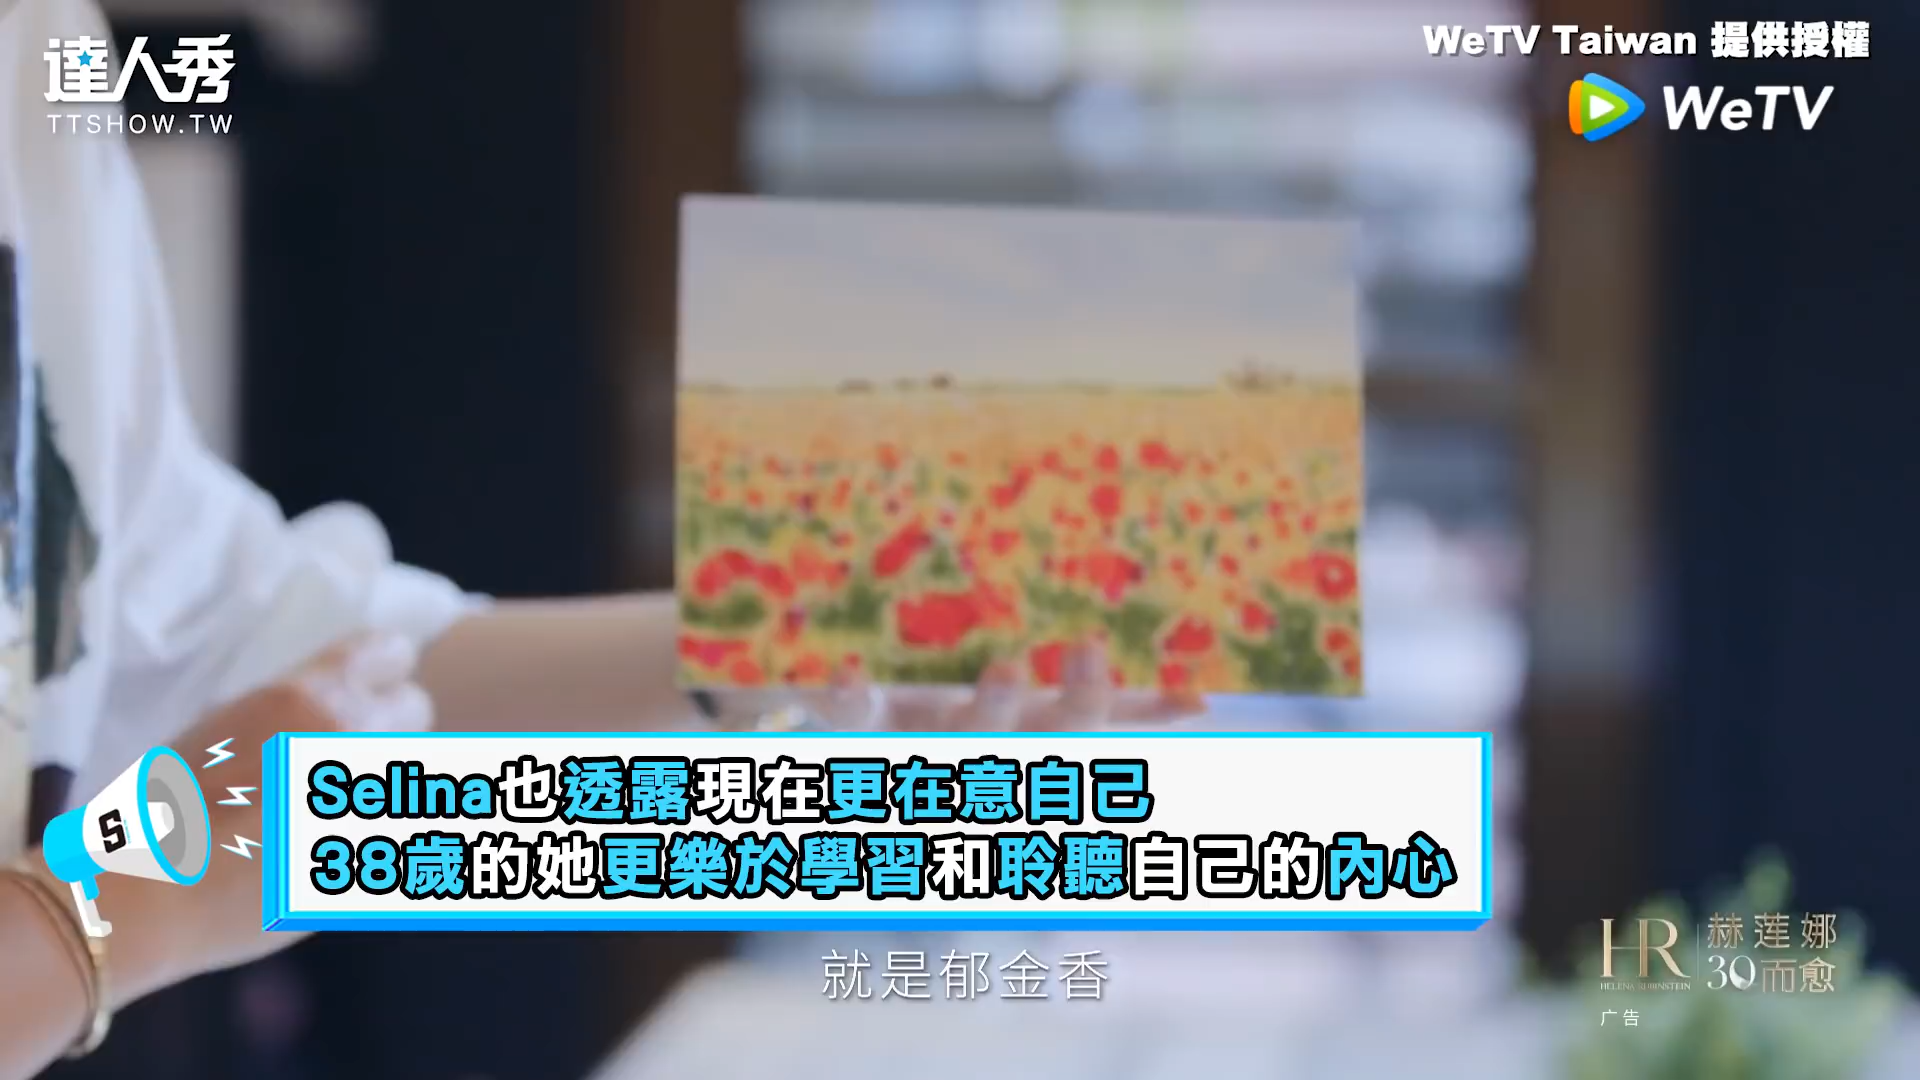 達人秀
TTSHOW.TW
WeTV Taiwan 提供授權
WeTV
Selina也透露現在更在意自己
38歲的她更樂於學習和聆聽自己的內心
S
就是郁金香
HR
HELENA RUBINSTEIN
赫莲娜
30而愈
广告